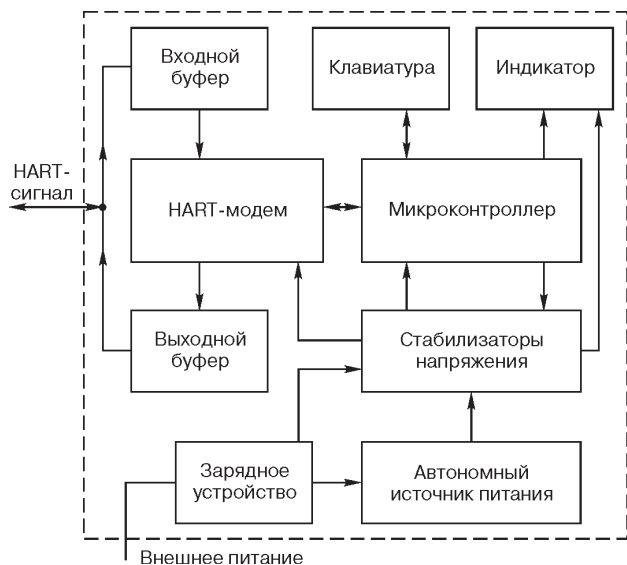 Входной
буфер
Клавиатура
Индикатор
HART-
сигнал
HART-модем
Микроконтроллер
Выходной
буфер
Стабилизаторы
напряжения
Зарядное
устройство
Автономный
источник питания
Внешнее питание